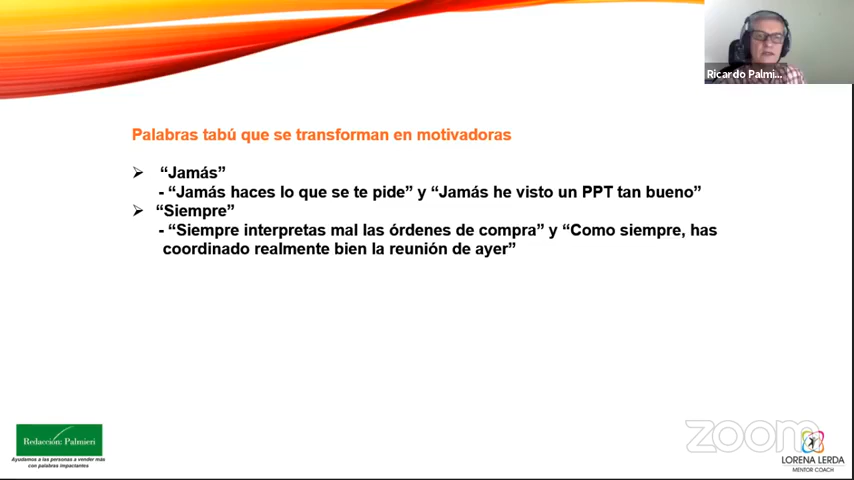 Ricardo Palmi...
Palabras tabú que se transforman en motivadoras
➢ “Jamás”
- “Jamás haces lo que se te pide” y “Jamás he visto un PPT tan bueno”
➢ “Siempre”
- “Siempre interpretas mal las órdenes de compra” y “Como siempre, has
coordinado realmente bien la reunión de ayer”
Redacción: Palmieri
Ayudamos a las personas a vender más
con palabras impactantes
zoom
LORENA LERDA
MENTOR COACH